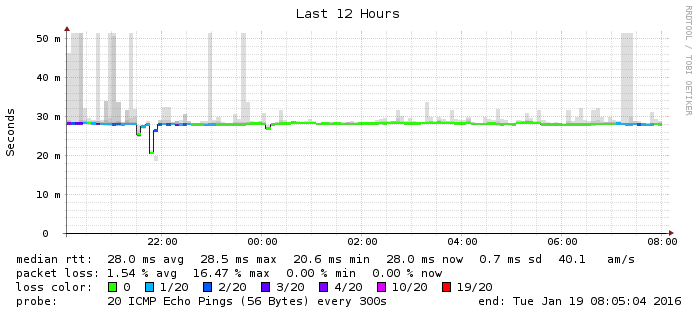 Last 12 Hours
RRDTOOL / TOBI OETIKER
Seconds
50 m
40 m
30 m
20 m
10 m
0
22:00 00:00 02:00 04:00 06:00 08:00
median rtt: 28.0 ms avg 28.5 ms max 20.6 ms min 28.0 ms now 0.7 ms sd 40.1 am/s
packet loss: 1.54 % avg 16.47 % max 0.00 % min 0.00 % now
loss color: 0 1/20 2/20 3/20 4/20 10/20 19/20
probe: 20 ICMP Echo Pings (56 Bytes) every 300s end: Tue Jan 19 08:05:04 2016